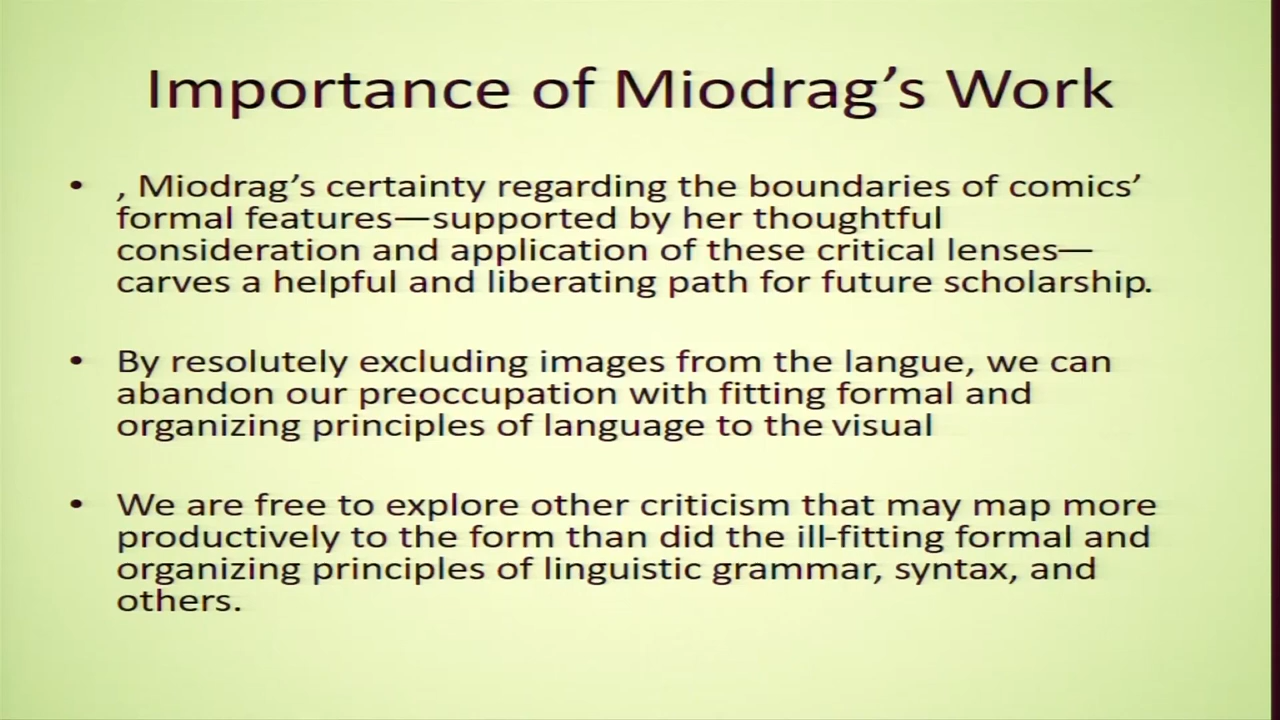 Importance of Miodrag’s Work
• , Miodrag’s certainty regarding the boundaries of comics’
formal features—supported by her thoughtful
consideration and application of these critical lenses—
carves a helpful and liberating path for future scholarship.
• By resolutely excluding images from the langue, we can
abandon our preoccupation with fitting formal and
organizing principles of language to the visual
• We are free to explore other criticism that may map more
productively to the form than did the ill-fitting formal and
organizing principles of linguistic grammar, syntax, and
others.